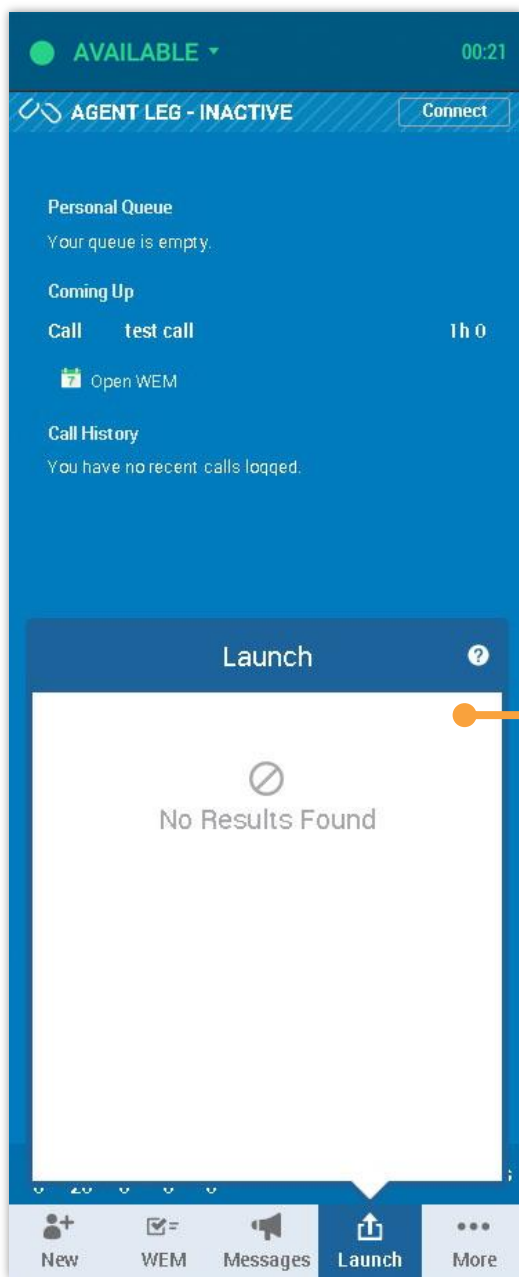 AVAILABLE 00:21
AGENT LEG - INACTIVE Connect
Personal Queue
Your queue is empty.
Coming Up
Call test call 1h 0
7 Open WEM
Call History
You have no recent calls logged.
Launch ?
No Results Found
New WEM Messages Launch More